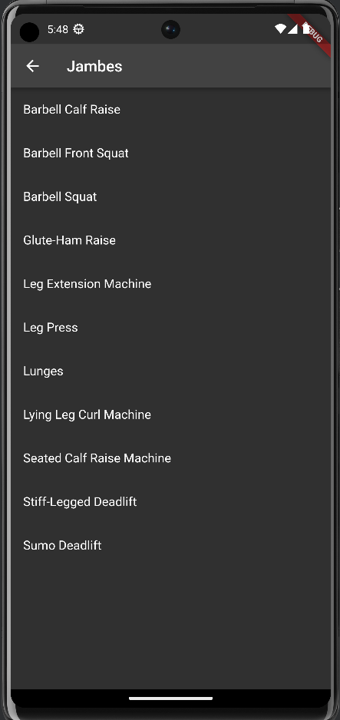 5:48
BUG
Jambes
Barbell Calf Raise
Barbell Front Squat
Barbell Squat
Glute-Ham Raise
Leg Extension Machine
Leg Press
Lunges
Lying Leg Curl Machine
Seated Calf Raise Machine
Stiff-Legged Deadlift
Sumo Deadlift